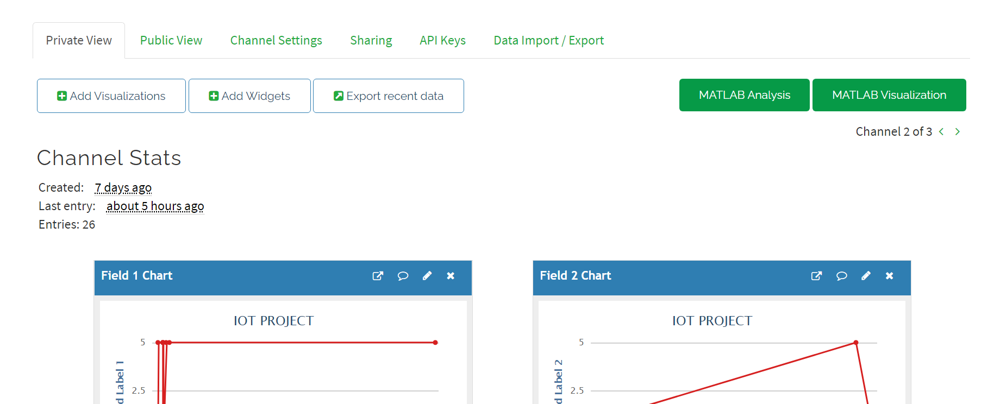 Private View Public View Channel Settings Sharing API Keys Data Import / Export
Add Visualizations Add Widgets Export recent data MATLAB Analysis MATLAB Visualization
Channel 2 of 3
Channel Stats
Created: 7 days ago
Last entry: about 5 hours ago
Entries: 26
Field 1 Chart
IOT PROJECT
5
2.5
d Label 1
Field 2 Chart
IOT PROJECT
5
2.5
d Label 2